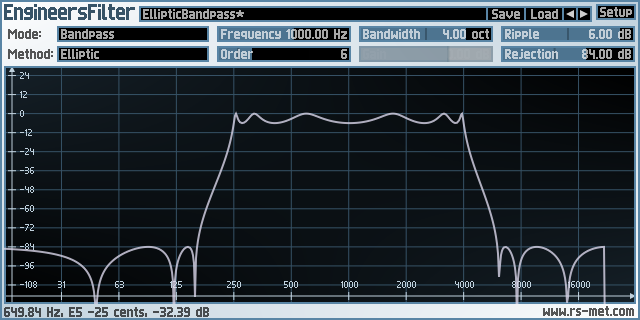 EngineersFilter EllipticBandpass* Save Load Setup
Mode: Bandpass Frequency 1000.00 Hz Bandwidth 4.00 oct Ripple 6.00 dB
Method: Elliptic Order 6 Rejection 84.00 dB
24
12
0
-12
-24
-36
-48
-60
-72
-84
-96
-108 31 63 125 250 500 1000 2000 4000 8000 16000
649.84 Hz, E5 -25 cents, -32.39 dB www.rs-met.com